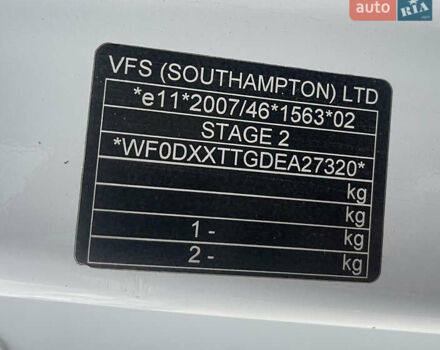 auto RIA
VFS (SOUTHAMPTON) LTD
*e11*2007/46*1563*02
STAGE 2
*WF0DXXTTGDEA27320*
kg
kg
1 - kg
2 - kg